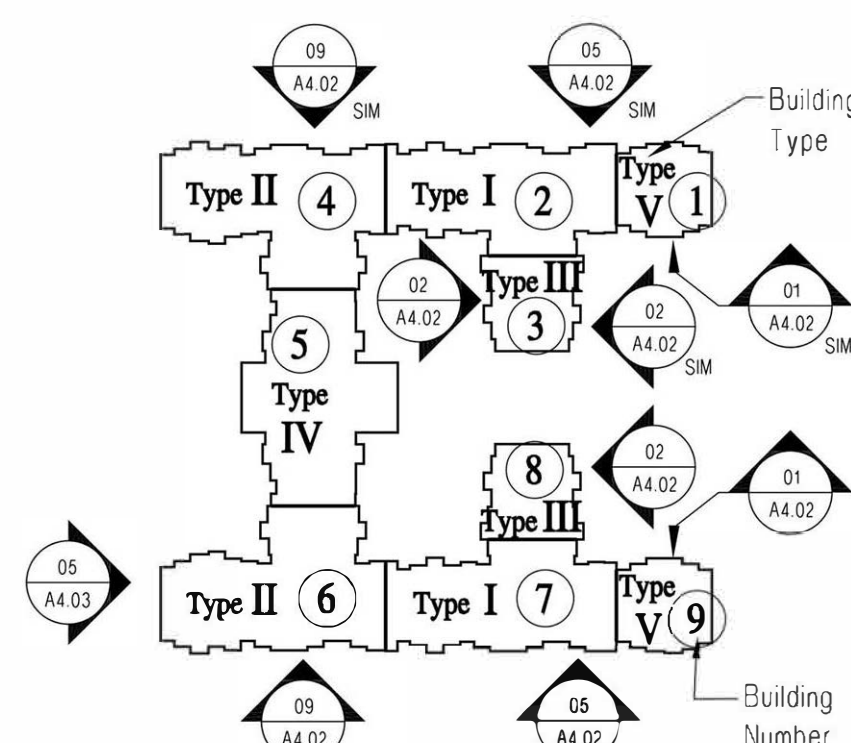 09
A4.02
SIM
05
A4.02
SIM
Building
Type
Type II
4
Type I
2
Type
V
1
02
A4.02
Type III
3
02
A4.02
SIM
01
A4.02
SIM
5
Type
IV
8
Type III
02
A4.02
01
A4.02
05
A4.03
Type II
6
Type I
7
Type
V
9
09
A4.02
05
A4.02
Building
Number